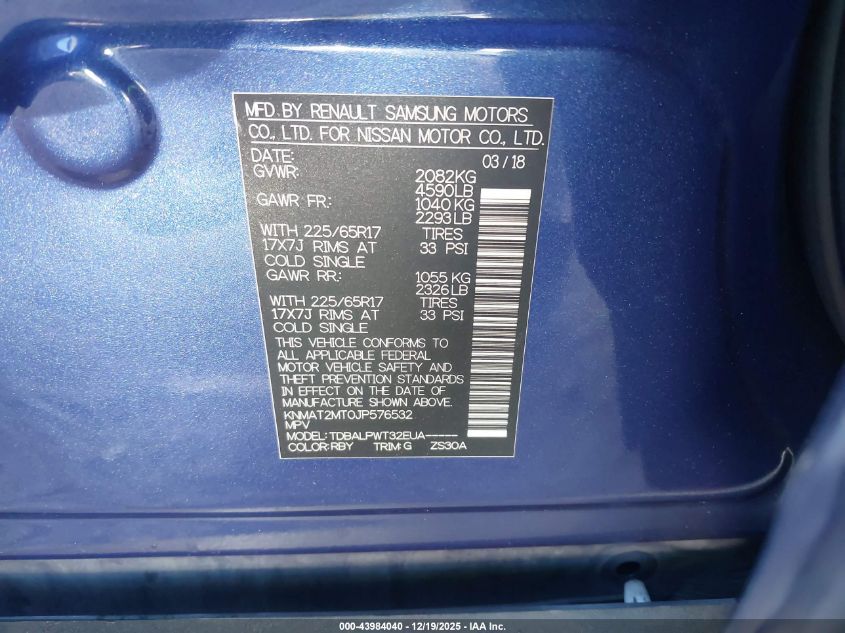 MFD. BY RENAULT SAMSUNG MOTORS
CO., LTD. FOR NISSAN MOTOR CO., LTD.
DATE: 03 / 18
GVWR: 2082KG
4590LB
GAWR FR: 1040 KG
2293LB
WITH 225/65R17 TIRES
17X7J RIMS AT 33 PSI
COLD SINGLE
GAWR RR: 1055 KG
2326LB
WITH 225/65R17 TIRES
17X7J RIMS AT 33 PSI
COLD SINGLE
THIS VEHICLE CONFORMS TO
ALL APPLICABLE FEDERAL
MOTOR VEHICLE SAFETY AND
THEFT PREVENTION STANDARDS
IN EFFECT ON THE DATE OF
MANUFACTURE SHOWN ABOVE.
KNMAT2MT0JP576532
MPV
MODEL: TDBALPWT32EUA-----
COLOR: RBY TRIM: G ZS30A
000-43984040 - 12/19/2025 - IAA Inc.